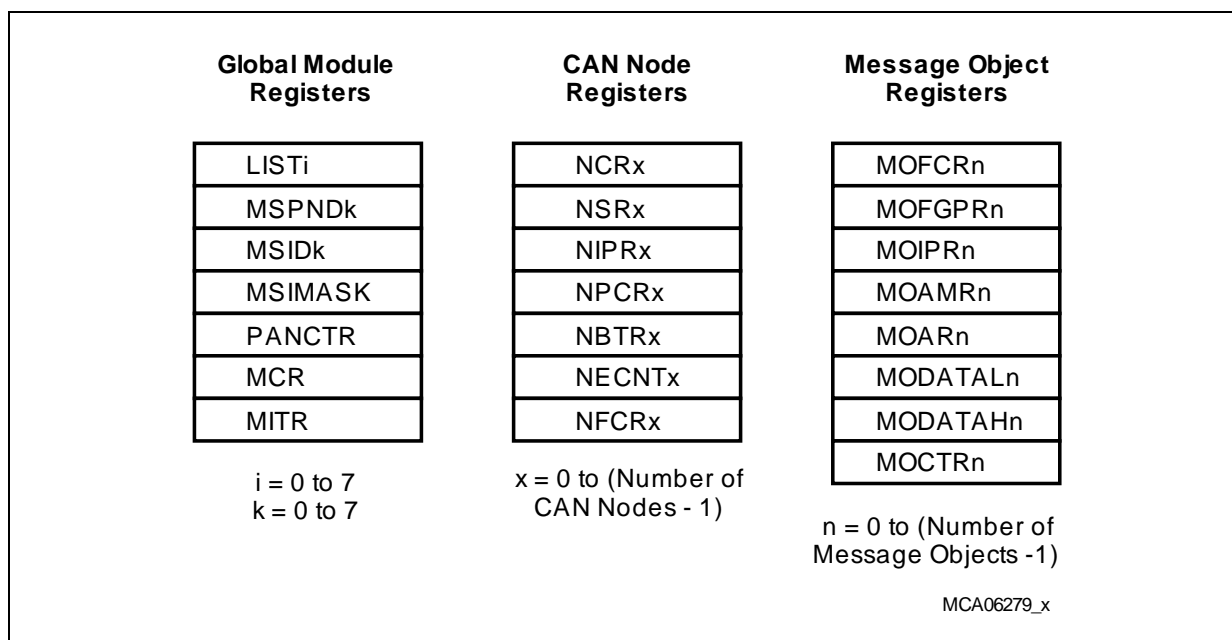 Global Module
Registers
LISTi
MSPNDk
MSIDk
MSIMASK
PANCTR
MCR
MITR
i = 0 to 7
k = 0 to 7
CAN Node
Registers
NCRx
NSRx
NIPRx
NPCRx
NBTRx
NECNTx
NFCRx
x = 0 to (Number of
CAN Nodes - 1)
Message Object
Registers
MOFCRn
MOFGPRn
MOIPRn
MOAMRn
MOARn
MODATALn
MODATAHn
MOCTRn
n = 0 to (Number of
Message Objects -1)
MCA06279_x